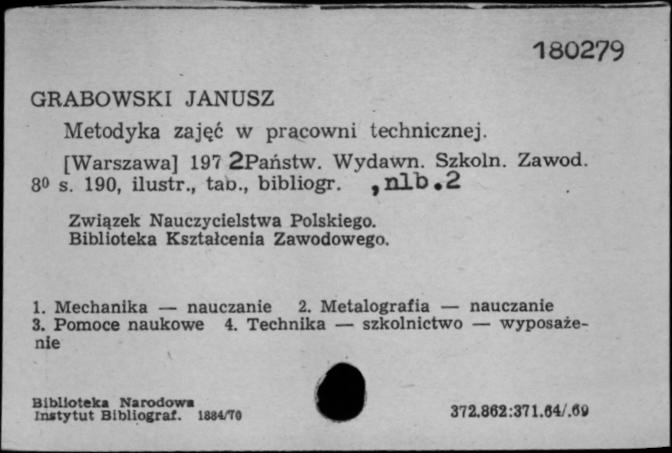 180279
GRABOWSKI JANUSZ
Metodyka zajęć w pracowni technicznej.
[Warszawa] 197 2Państw. Wydawn. Szkoln. Zawod.
8⁰ s. 190, ilustr., tab., bibliogr. ,nlb.2
Związek Nauczycielstwa Polskiego.
Biblioteka Kształcenia Zawodowego.
1. Mechanika — nauczanie 2. Metalografia — nauczanie
3. Pomoce naukowe 4. Technika — szkolnictwo — wyposaże-
nie
Biblioteka Narodowa
Instytut Bibliograf. 1884/70
372.862:371.64/.69